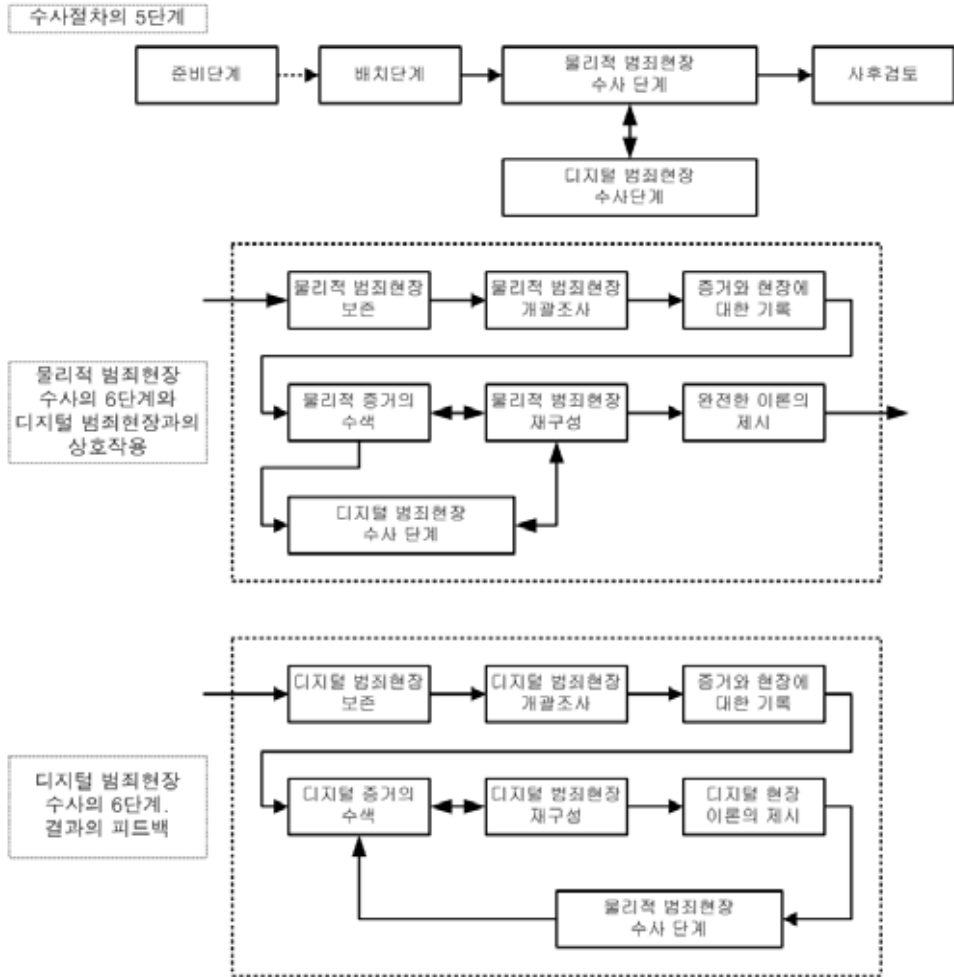 수사절차의 5단계
준비단계
배치단계
물리적 범죄현장
수사 단계
사후검토
디지털 범죄현장
수사단계
물리적 범죄현장
수사의 6단계와
디지털 범죄현장과의
상호작용
물리적 범죄현장
보존
물리적 범죄현장
개괄조사
증거와 현장에
대한 기록
물리적 증거의
수색
물리적 범죄현장
재구성
완전한 이론의
제시
디지털 범죄현장
수사 단계
디지털 범죄현장
수사의 6단계.
결과의 피드백
디지털 범죄현장
보존
디지털 범죄현장
개괄조사
증거와 현장에
대한 기록
디지털 증거의
수색
디지털 범죄현장
재구성
디지털 현장
이론의 제시
물리적 범죄현장
수사 단계